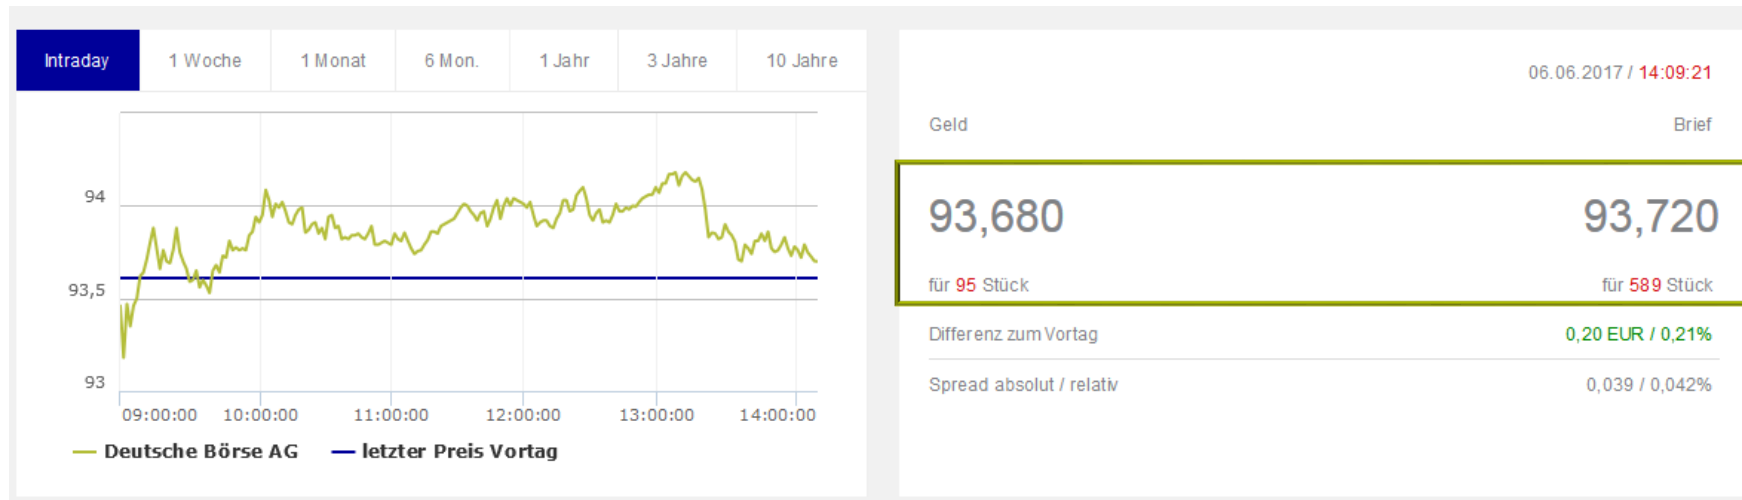 Intraday 1 Woche 1 Monat 6 Mon. 1 Jahr 3 Jahre 10 Jahre
94
93,5
93
09:00:00 10:00:00 11:00:00 12:00:00 13:00:00 14:00:00
Deutsche Börse AG letzter Preis Vortag
06.06.2017 / 14:09:21
Geld Brief
93,680 93,720
für 95 Stück für 589 Stück
Differenz zum Vortag 0,20 EUR / 0,21%
Spread absolut / relativ 0,039 / 0,042%